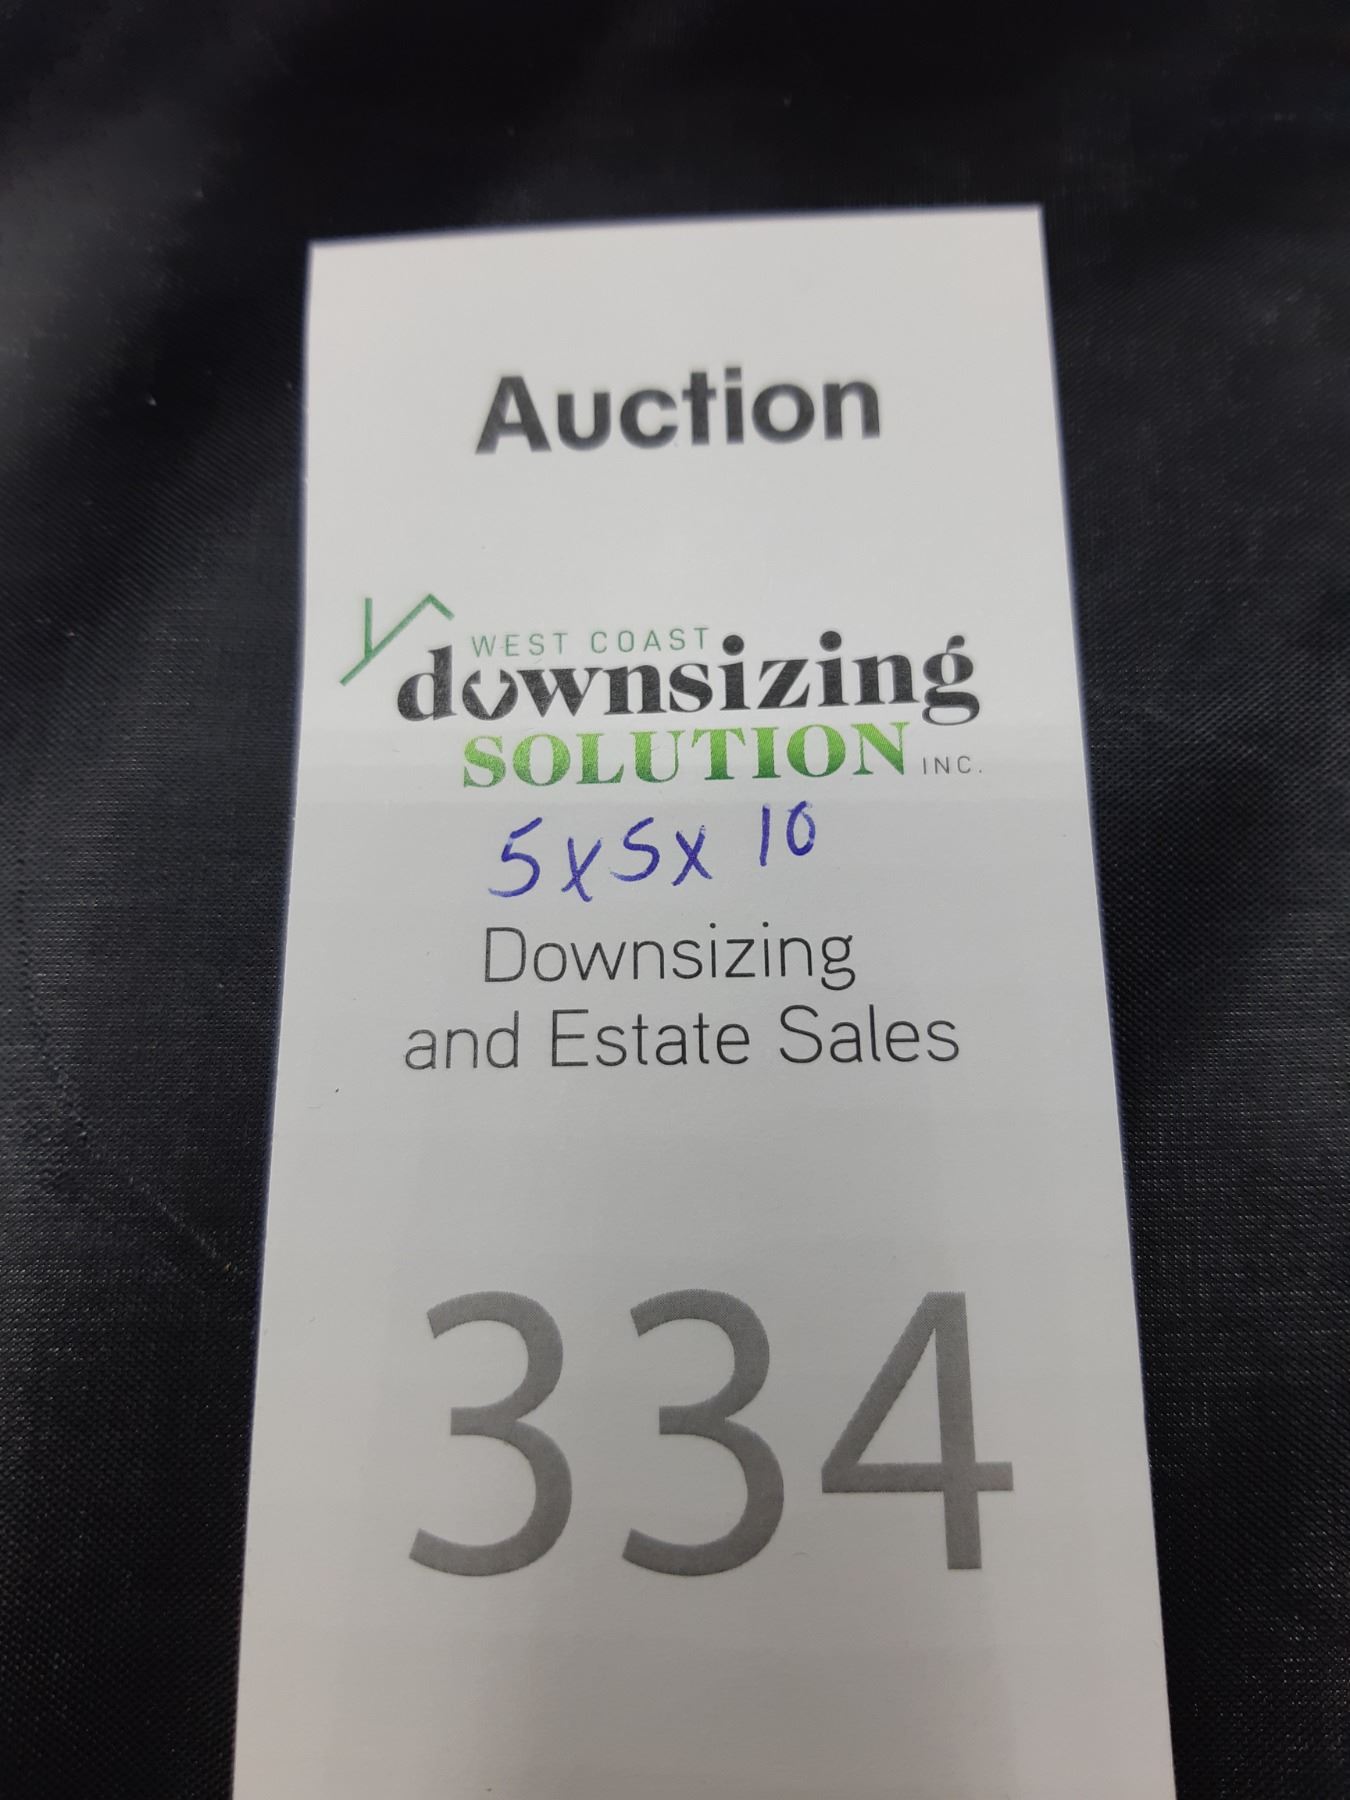 Auction
WEST COAST
downsizing
SOLUTION INC.
5x5x 10
Downsizing
and Estate Sales
334